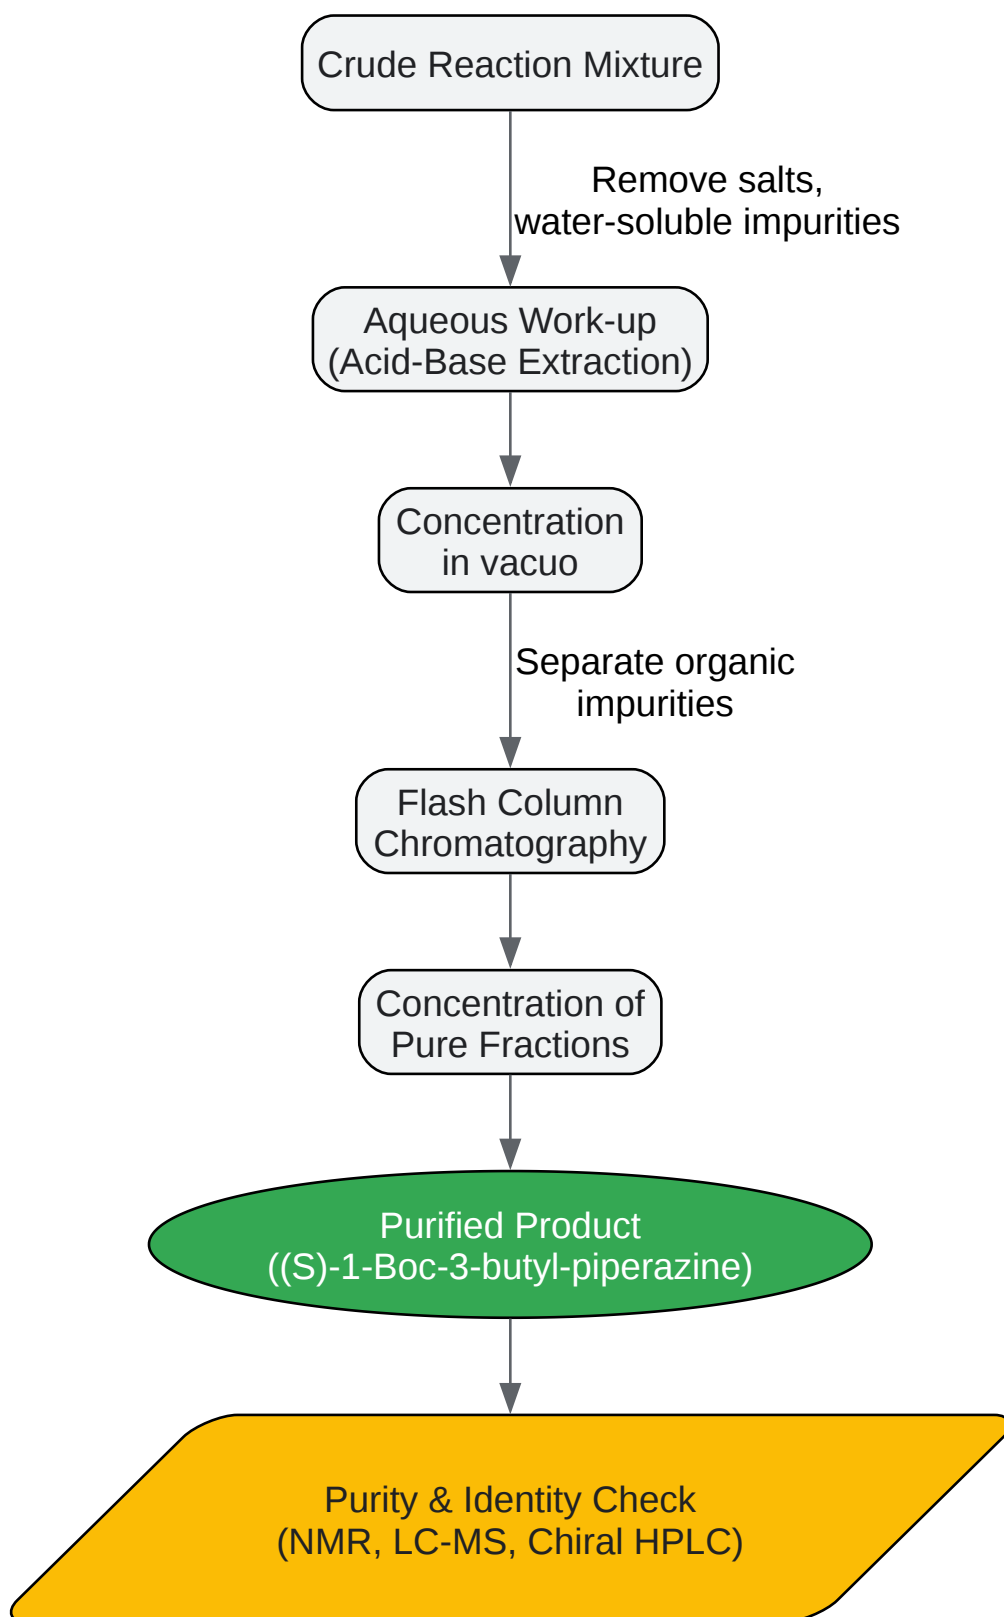 Crude Reaction Mixture
Remove salts,
water-soluble impurities
Aqueous Work-up
(Acid-Base Extraction)
Concentration
in vacuo
Separate organic
impurities
Flash Column
Chromatography
Concentration of
Pure Fractions
Purified Product
((S)-1-Boc-3-butyl-piperazine)
Purity & Identity Check
(NMR, LC-MS, Chiral HPLC)